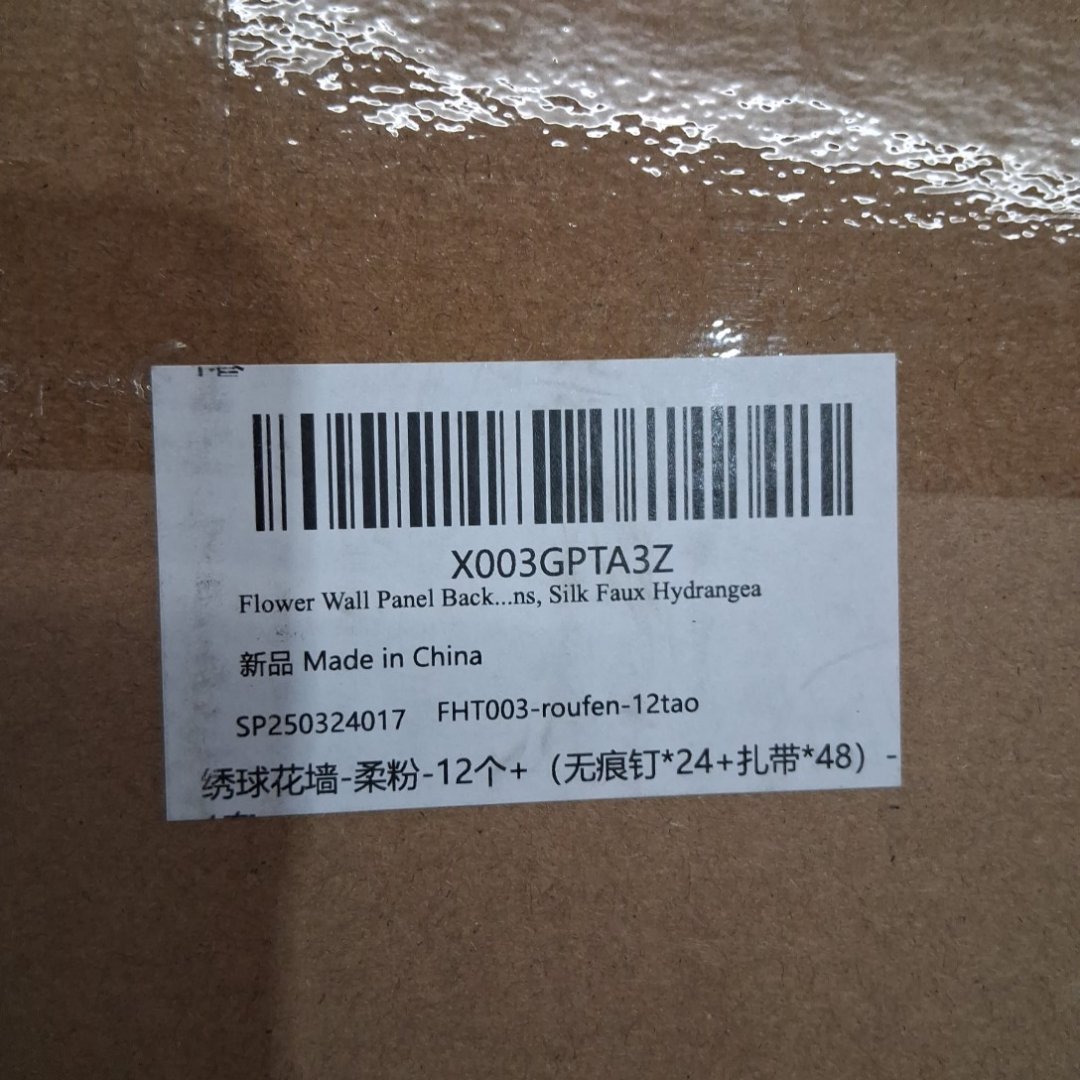 X003GPTA3Z
Flower Wall Panel Back...ns, Silk Faux Hydrangea
新品 Made in China
SP250324017 FHT003-roufen-12tao
绣球花墙-柔粉-12个+（无痕钉*24+扎带*48）-